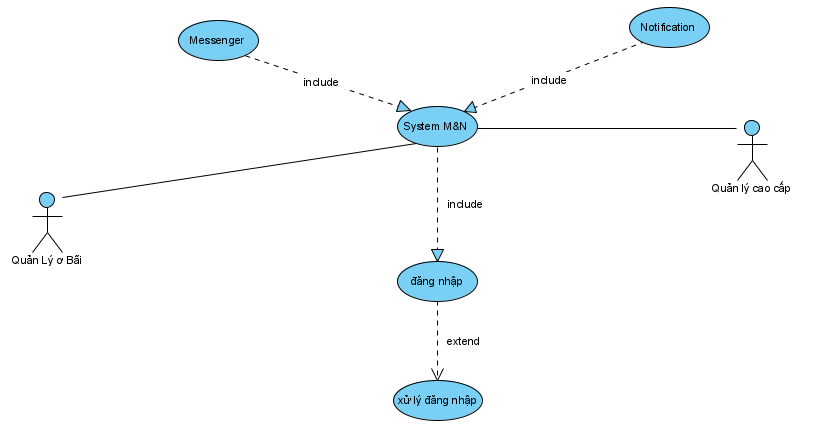 Messenger
Notification
include
include
System M&N
Quản lý cao cấp
include
Quản Lý ơ Bãi
đăng nhập
extend
xử lý đăng nhập